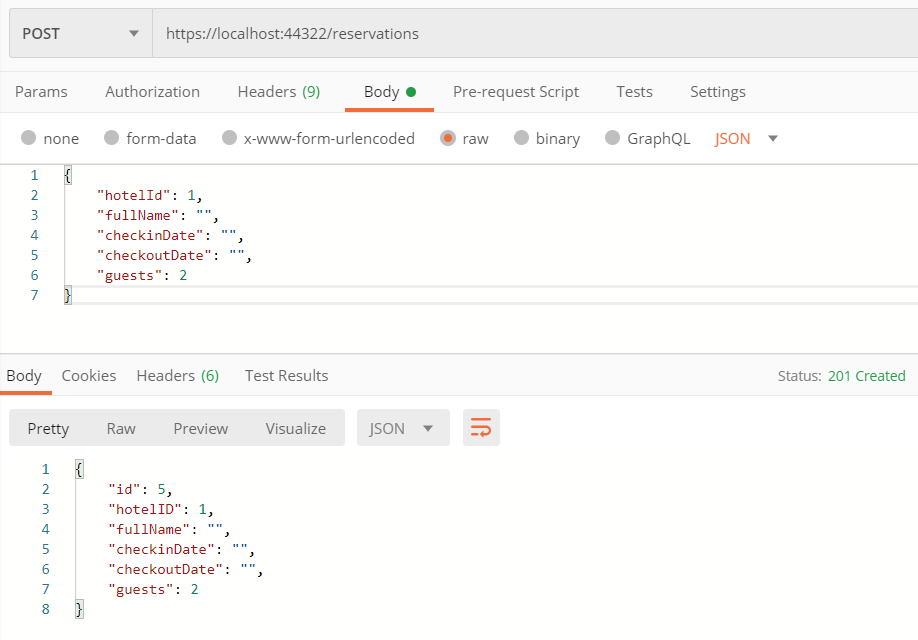 POST https://localhost:44322/reservations
Params Authorization Headers (9) Body Pre-request Script Tests Settings
none form-data x-www-form-urlencoded raw binary GraphQL JSON
1 {
2 "hotelId": 1,
3 "fullName": "",
4 "checkinDate": "",
5 "checkoutDate": "",
6 "guests": 2
7 }
Body Cookies Headers (6) Test Results Status: 201 Created
Pretty Raw Preview Visualize JSON
1 {
2 "id": 5,
3 "hotelID": 1,
4 "fullName": "",
5 "checkinDate": "",
6 "checkoutDate": "",
7 "guests": 2
8 }